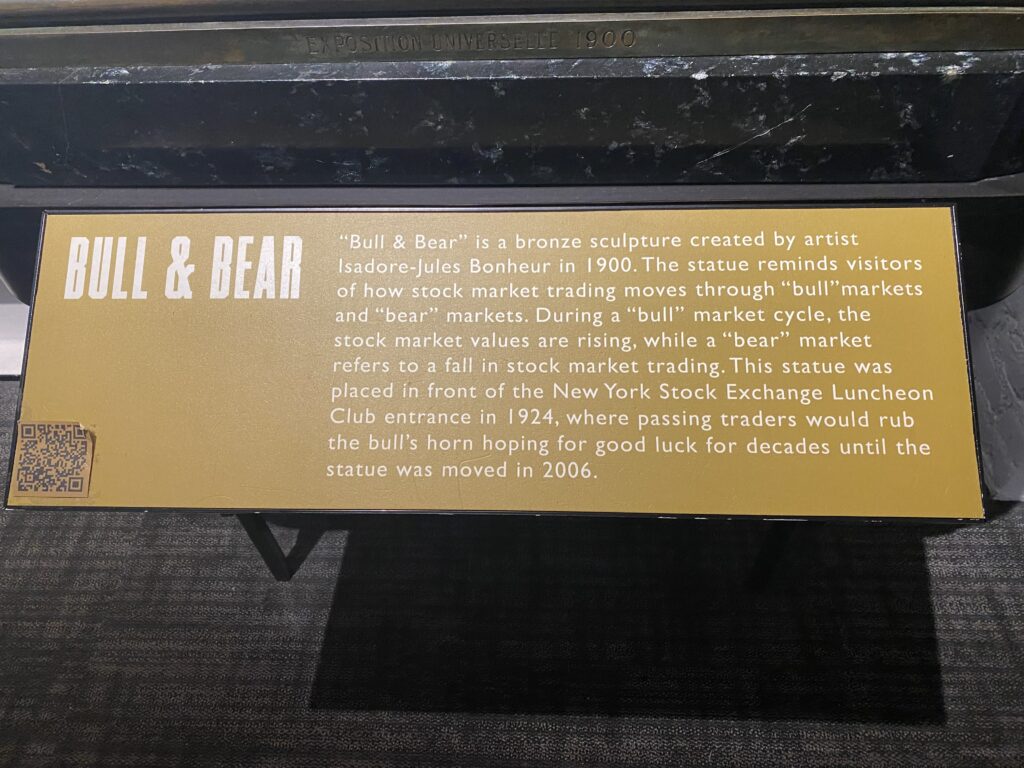 EXPOSITION UNIVERSELLE 1900
BULL & BEAR
“Bull & Bear” is a bronze sculpture created by artist
Isadore-Jules Bonheur in 1900. The statue reminds visitors
of how stock market trading moves through “bull”markets
and “bear” markets. During a “bull” market cycle, the
stock market values are rising, while a “bear” market
refers to a fall in stock market trading. This statue was
placed in front of the New York Stock Exchange Luncheon
Club entrance in 1924, where passing traders would rub
the bull’s horn hoping for good luck for decades until the
statue was moved in 2006.